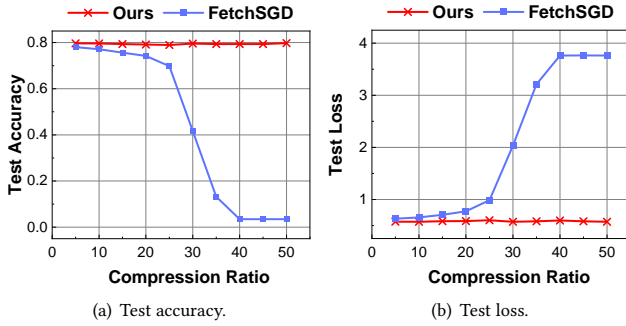 Ours FetchSGD
Test Accuracy
0.8
0.6
0.4
0.2
0.0
0 10 20 30 40 50
Compression Ratio
(a) Test accuracy.
Ours FetchSGD
Test Loss
4
3
2
1
0 10 20 30 40 50
Compression Ratio
(b) Test loss.